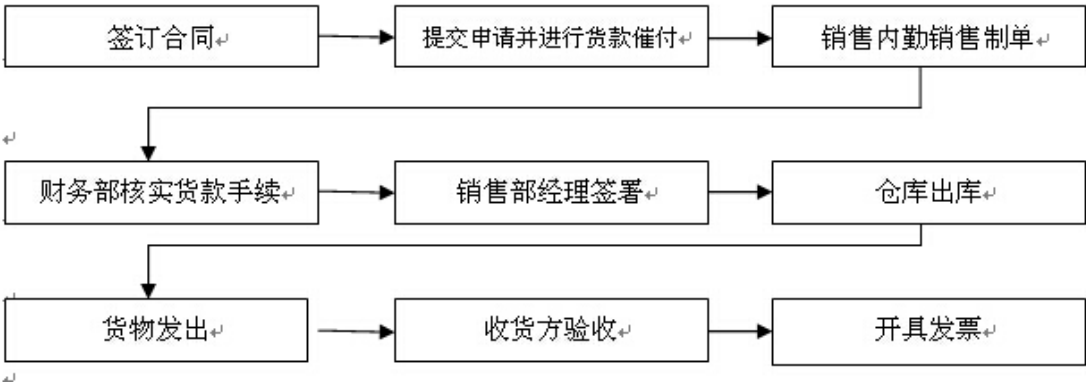 签订合同
提交申请并进行货款催付
销售内勤销售制单
财务部核实货款手续
销售部经理签署
仓库出库
货物发出
收货方验收
开具发票